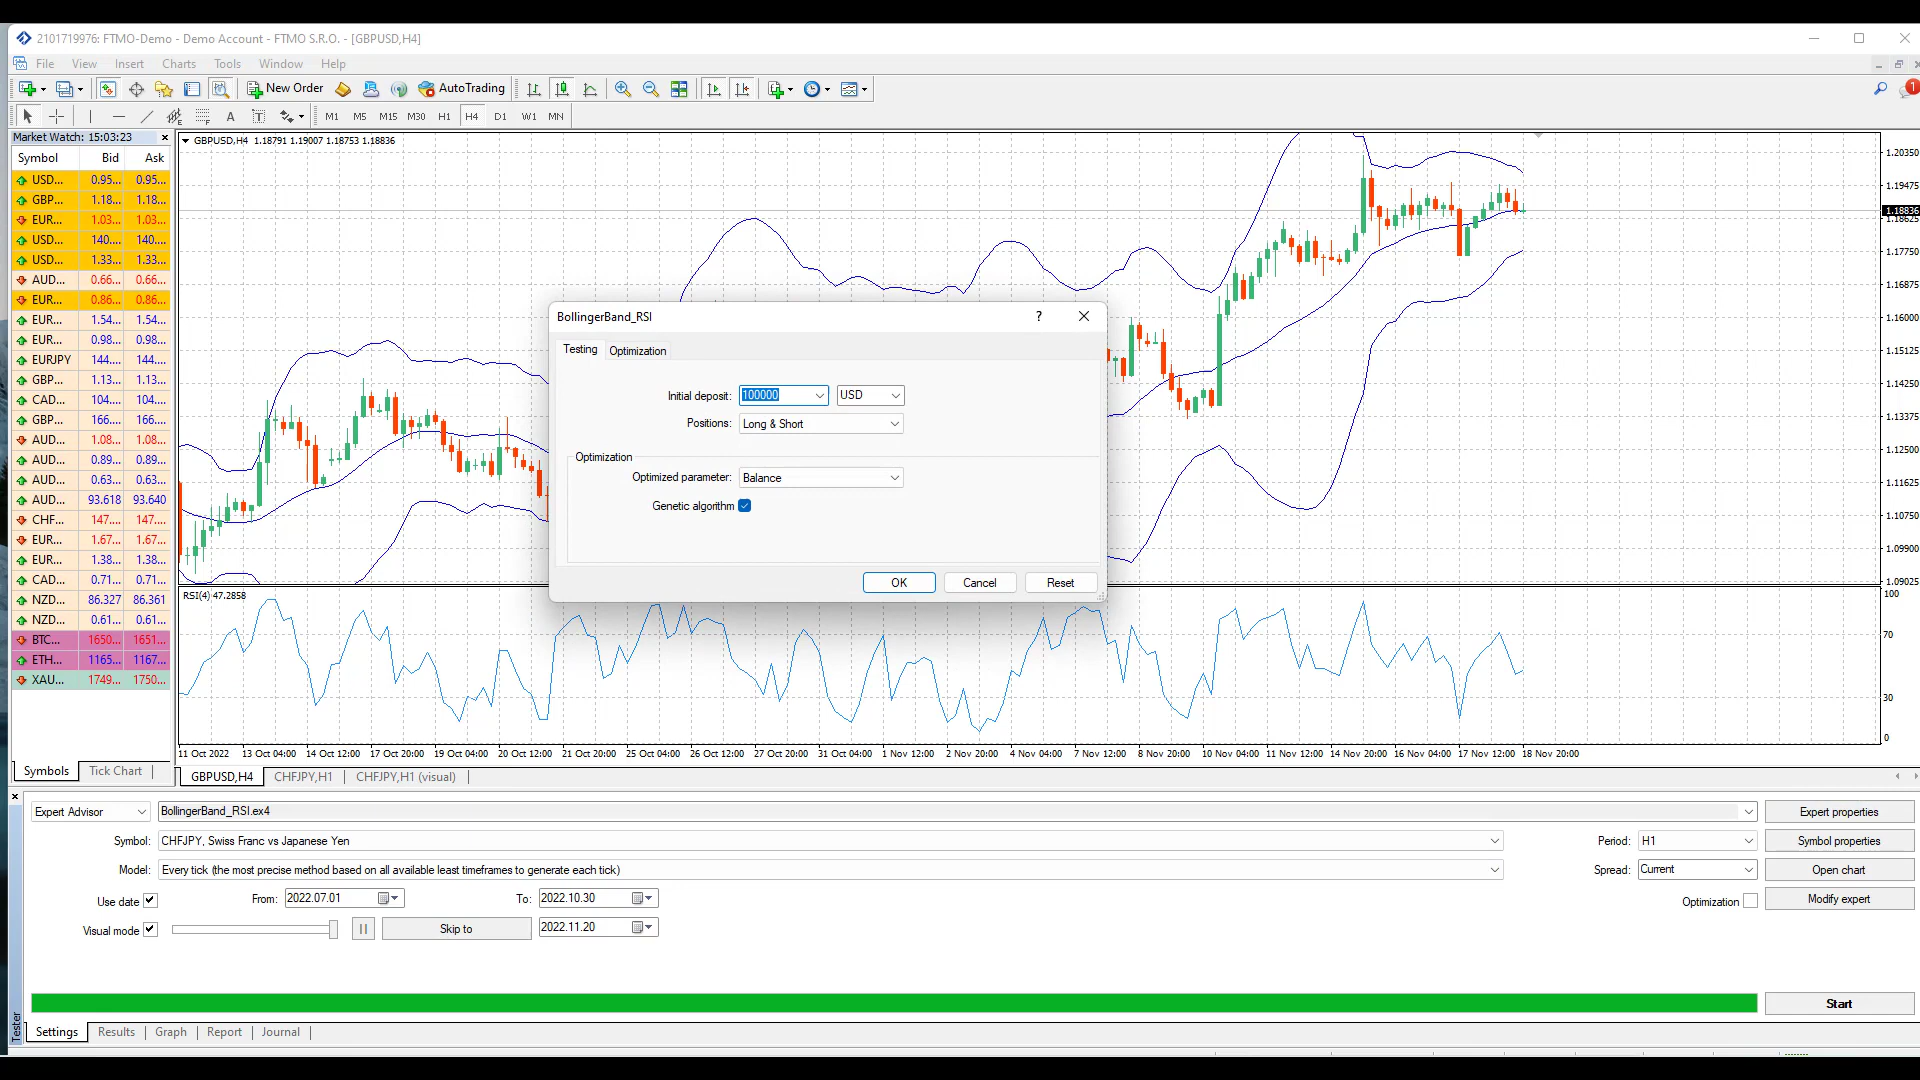 2101719976: FTMO-Demo - Demo Account - FTMO S.R.O. - [GBPUSD,H4]
File View Insert Charts Tools Window Help
New Order AutoTrading 1
A T M1 M5 M15 M30 H1 H4 D1 W1 MN
Market Watch: 15:03:23
Symbol Bid Ask
USD... 0.95... 0.95...
GBP... 1.18... 1.18...
EUR... 1.03... 1.03...
USD... 140.... 140....
USD... 1.33... 1.33...
AUD... 0.66... 0.66...
EUR... 0.86... 0.86...
EUR... 1.54... 1.54...
EUR... 0.98... 0.98...
EURJPY 144.... 144....
GBP... 1.13... 1.13...
CAD... 104.... 104....
GBP... 166.... 166....
AUD... 1.08... 1.08...
AUD... 0.89... 0.89...
AUD... 0.63... 0.63...
AUD... 93.618 93.640
CHF... 147.... 147....
EUR... 1.67... 1.67...
EUR... 1.38... 1.38...
CAD... 0.71... 0.71...
NZD... 86.327 86.361
NZD... 0.61... 0.61...
BTC... 1650... 1651...
ETH... 1165... 1167...
XAU... 1749... 1750...
Symbols Tick Chart
GBPUSD,H4 1.18791 1.19007 1.18753 1.18836
1.20350
1.19475
1.18836
1.18625
1.17750
1.16875
1.16000
1.15125
1.14250
1.13375
1.12500
1.11625
1.10750
1.09900
1.09025
BollingerBand_RSI ?
Testing Optimization
Initial deposit: 100000 USD
Positions: Long & Short
Optimization
Optimized parameter: Balance
Genetic algorithm
OK Cancel Reset
RSI(4) 47.2858
100
70
30
0
11 Oct 2022 13 Oct 04:00 14 Oct 12:00 17 Oct 20:00 19 Oct 04:00 20 Oct 12:00 21 Oct 20:00 25 Oct 04:00 26 Oct 12:00 27 Oct 20:00 31 Oct 04:00 1 Nov 12:00 2 Nov 20:00 4 Nov 04:00 7 Nov 12:00 8 Nov 20:00 10 Nov 04:00 11 Nov 12:00 14 Nov 20:00 16 Nov 04:00 17 Nov 12:00 18 Nov 20:00
GBPUSD,H4 CHFJPY,H1 CHFJPY,H1 (visual)
Expert Advisor BollingerBand_RSI.ex4 Expert properties
Symbol: CHFJPY, Swiss Franc vs Japanese Yen Period: H1 Symbol properties
Model: Every tick (the most precise method based on all available least timeframes to generate each tick) Spread: Current Open chart
Use date From: 2022.07.01 To: 2022.10.30 Optimization Modify expert
Visual mode Skip to 2022.11.20
Start
Tester
Settings Results Graph Report Journal